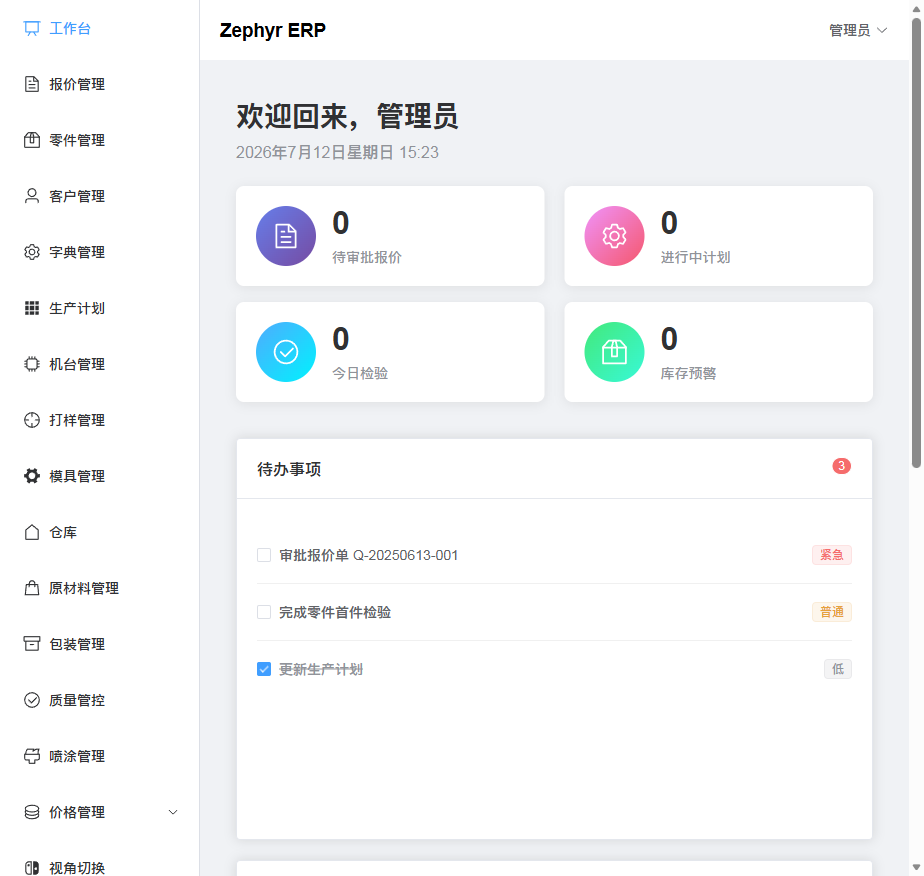 工作台
报价管理
零件管理
客户管理
字典管理
生产计划
机台管理
打样管理
模具管理
仓库
原材料管理
包装管理
质量管控
喷涂管理
价格管理
视角切换
Zephyr ERP
管理员
欢迎回来，管理员
2026年7月12日星期日 15:23
0
待审批报价
0
进行中计划
0
今日检验
0
库存预警
待办事项
3
审批报价单 Q-20250613-001
紧急
完成零件首件检验
普通
更新生产计划
低